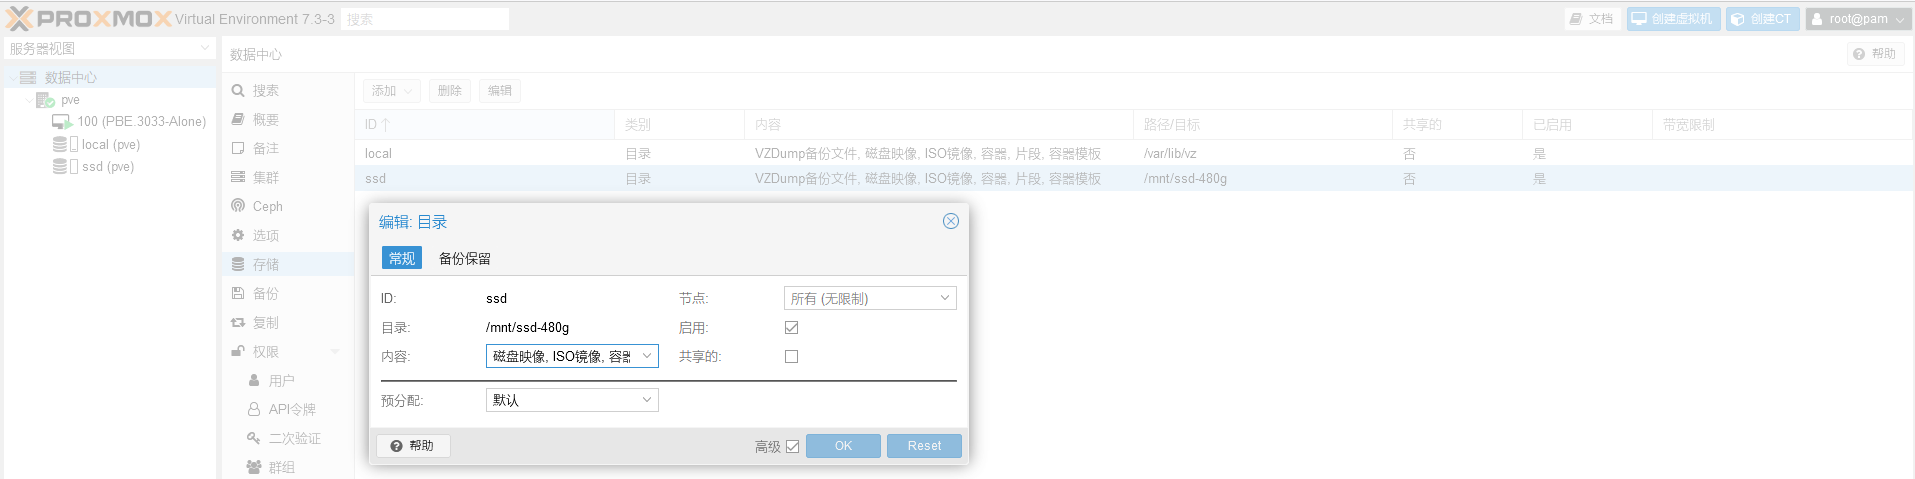 PROXMOX Virtual Environment 7.3-3 搜索 文档 创建虚拟机 创建CT root@pam
服务器视图
数据中心
pve
100 (PBE.3033-Alone)
local (pve)
ssd (pve)
数据中心 帮助
搜索
概要
备注
集群
Ceph
选项
存储
备份
复制
权限
用户
API令牌
二次验证
群组
添加 删除 编辑
ID 类别 内容 路径/目标 共享的 已启用 带宽限制
local 目录 VZDump备份文件, 磁盘映像, ISO镜像, 容器, 片段, 容器模板 /var/lib/vz 否 是
ssd 目录 VZDump备份文件, 磁盘映像, ISO镜像, 容器, 片段, 容器模板 /mnt/ssd-480g 否 是
编辑: 目录
常规 备份保留
ID: ssd 节点: 所有 (无限制)
目录: /mnt/ssd-480g 启用:
内容: 磁盘映像, ISO镜像, 容器 共享的:
预分配: 默认
帮助 高级 OK Reset